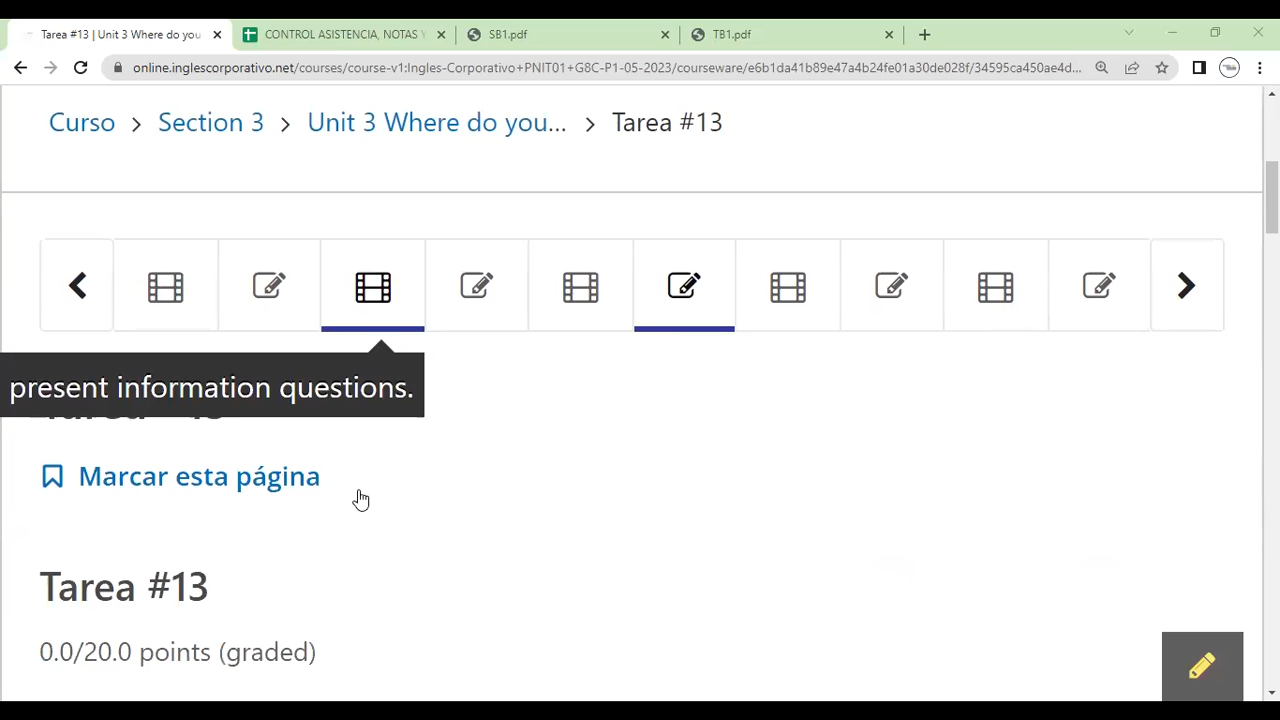 Tarea #13 | Unit 3 Where do you
CONTROL ASISTENCIA, NOTAS Y
SB1.pdf
TB1.pdf
online.inglescorporativo.net/courses/course-v1:Ingles-Corporativo+PNIT01+G8C-P1-05-2023/courseware/e6b1da41b89e47a4b24fe01a30de028f/34595ca450ae4d...
Curso > Section 3 > Unit 3 Where do you... > Tarea #13
present information questions.
Marcar esta página
Tarea #13
0.0/20.0 points (graded)